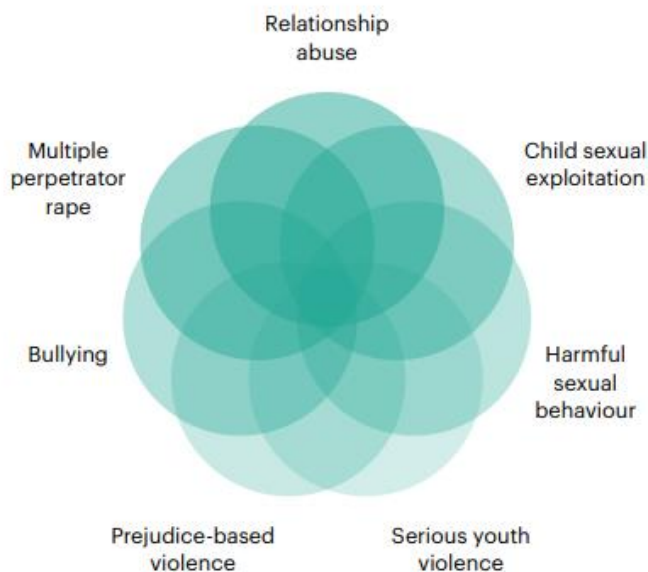 Relationship
abuse
Multiple
perpetrator
rape
Child sexual
exploitation
Bullying
Harmful
sexual
behaviour
Prejudice-based
violence
Serious youth
violence